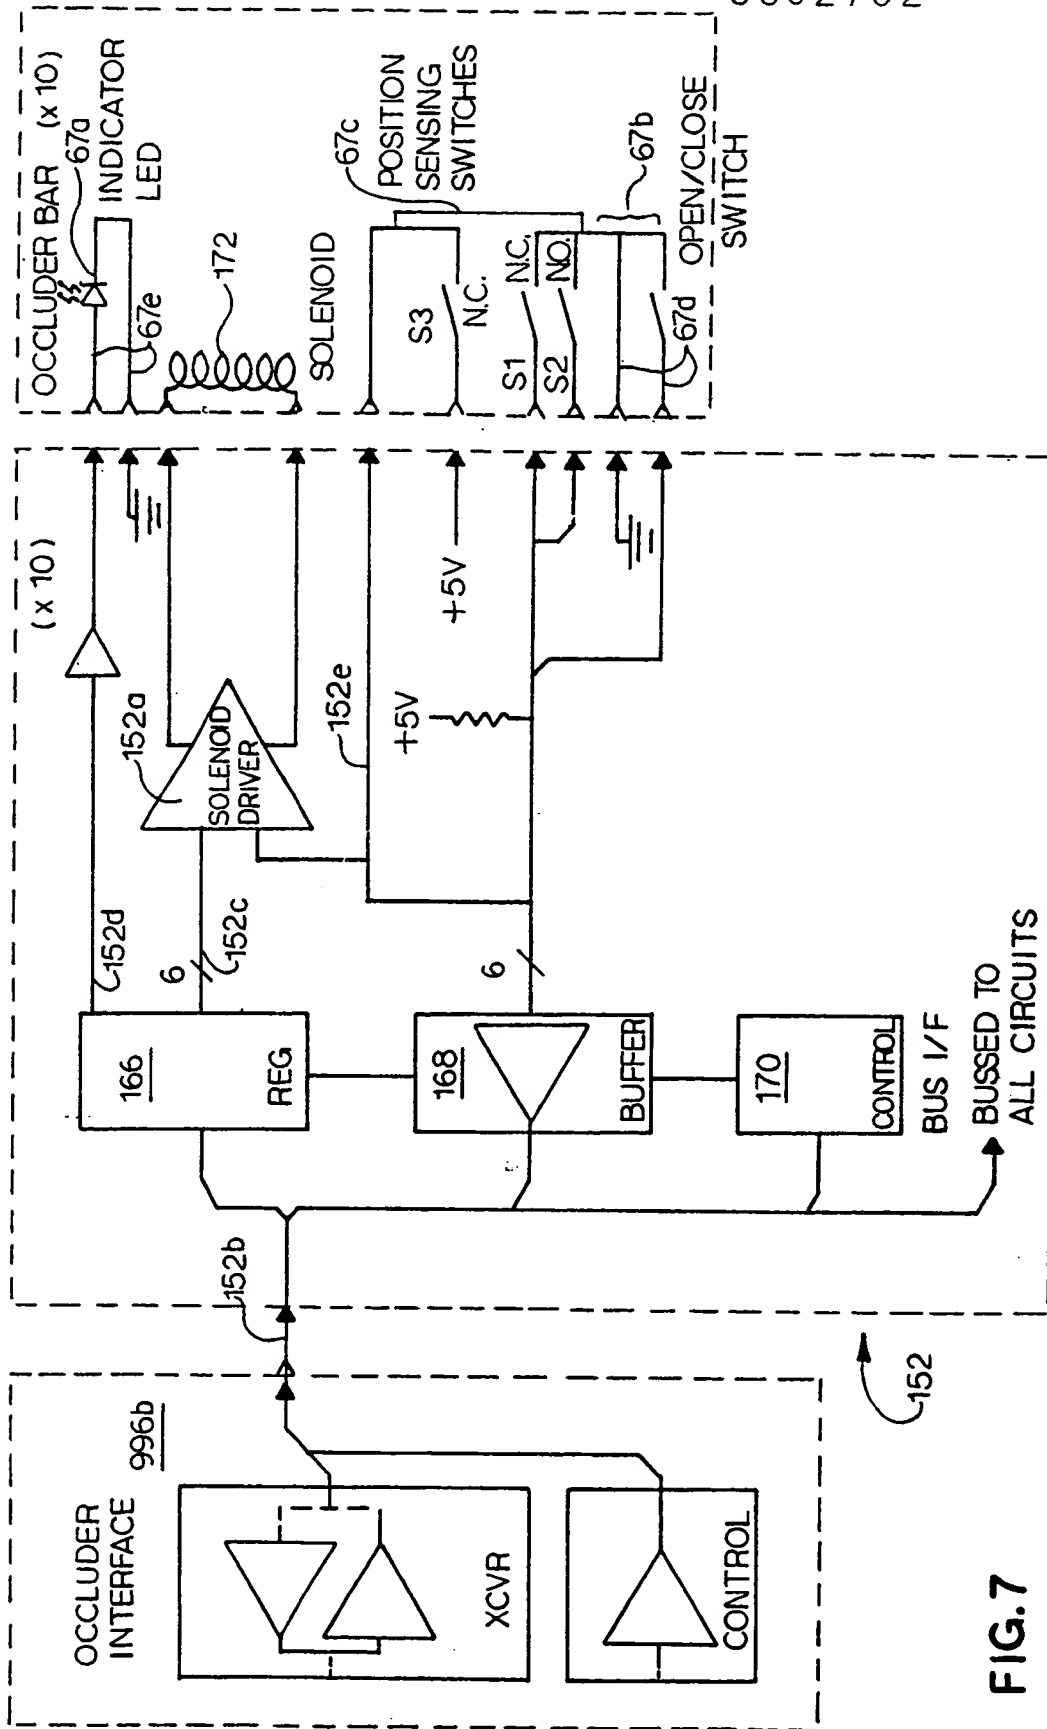 OCCLUDER
INTERFACE
996b
XCVR
CONTROL
152b
152
(x 10)
166
REG
168
BUFFER
170
CONTROL
BUS I/F
BUSSED TO
ALL CIRCUITS
152d
6
152c
6
152a
SOLENOID
DRIVER
152e
+5V
+5V
OCCLUDER BAR (x 10)
67a
INDICATOR
LED
67e
172
SOLENOID
67c
POSITION
SENSING
SWITCHES
S3
N.C.
S1
N.C.
S2
N.O.
67b
OPEN/CLOSE
SWITCH
67d
FIG.7